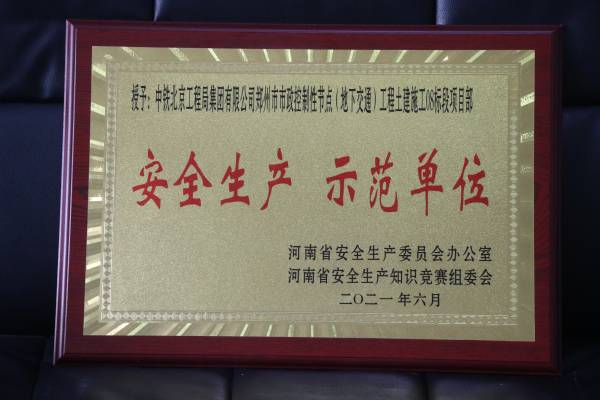 授予：中铁北京工程局集团有限公司郑州市市政控制性节点（地下交通）工程土建施工08标段项目部
安全生产 示范单位
河南省安全生产委员会办公室
河南省安全生产知识竞赛组委会
二〇二一年六月